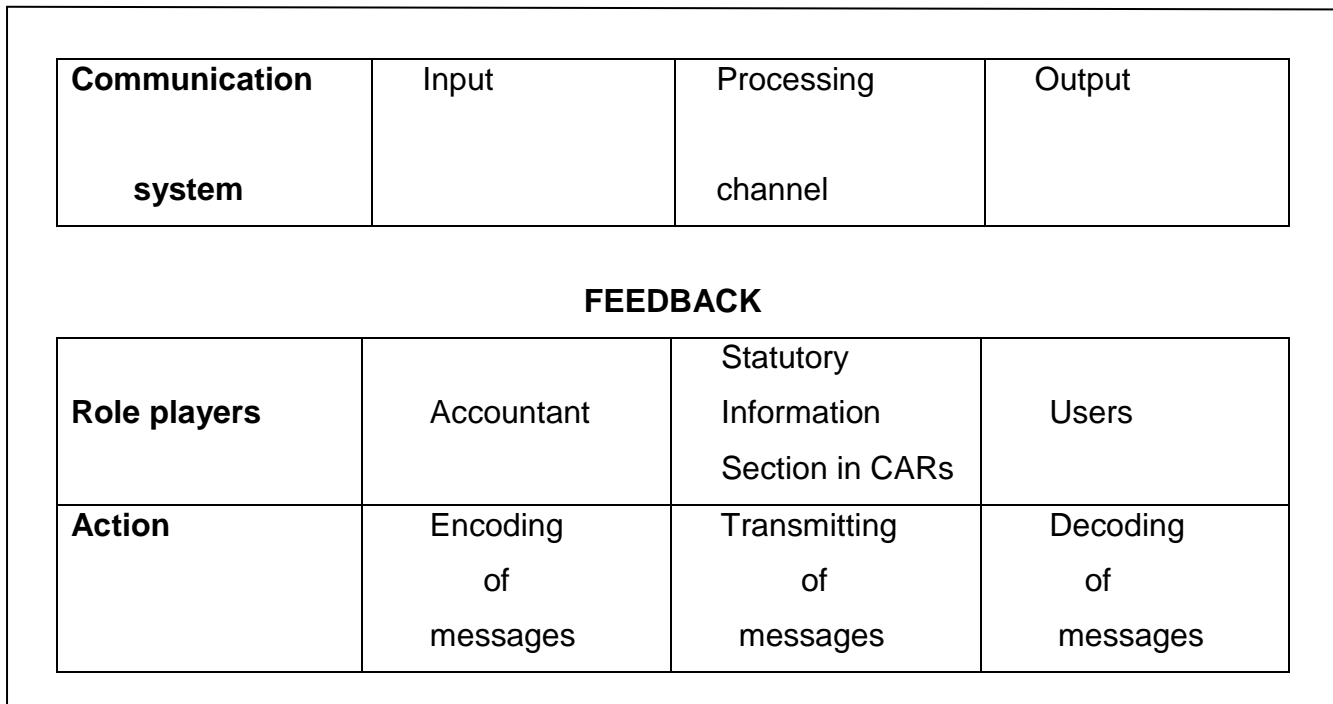 Communication Input Processing Output
system channel
FEEDBACK
Statutory
Role players Accountant Information Users
Section in CARs
Action Encoding Transmitting Decoding
of of of
messages messages messages